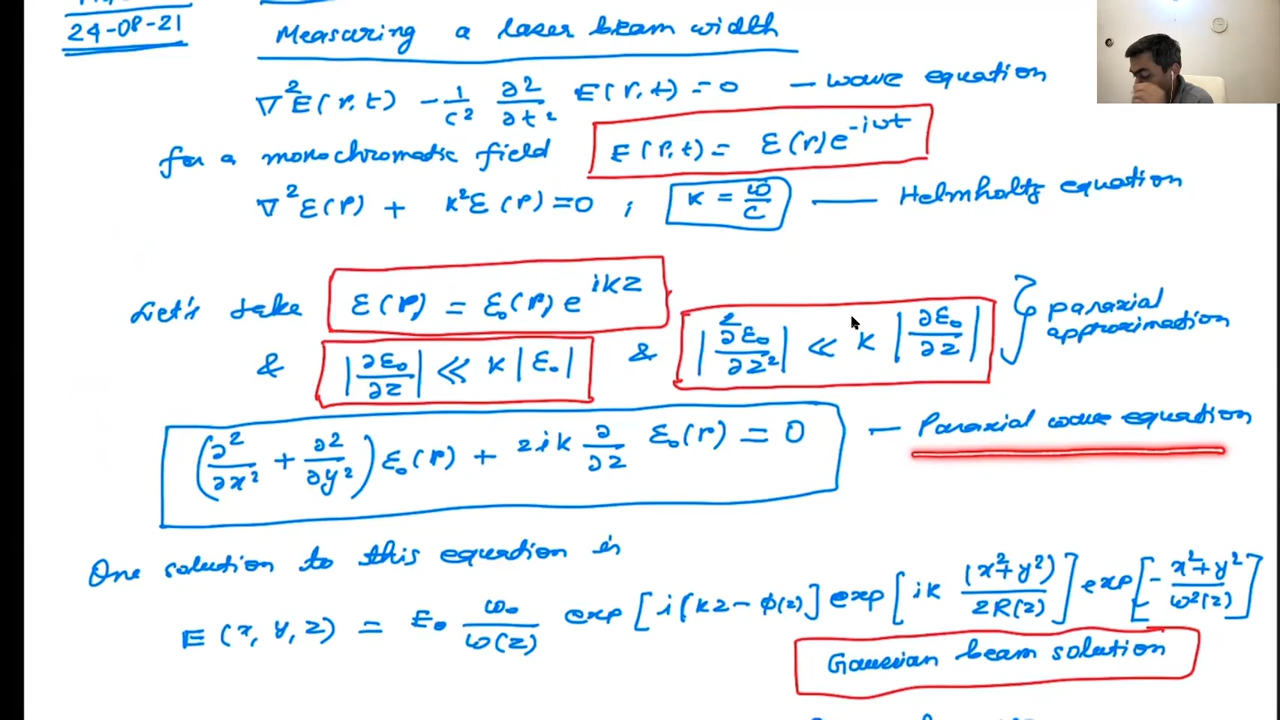 24-08-21
Measuring a laser beam width
∇²E(r,t) - 1/c² ∂²/∂t² E(r,t) = 0 — wave equation
for a monochromatic field E(r,t) = ℰ(r)e^{-iωt}
∇²ℰ(r) + k²ℰ(r) = 0 ; k = ω/c — Helmholtz equation
Let's take ℰ(r) = ℰ₀(r) e^{ikz}
& |∂ℰ₀/∂z| ≪ k|ℰ₀| & |∂²ℰ₀/∂z²| ≪ k|∂ℰ₀/∂z| } paraxial approximation
(∂²/∂x² + ∂²/∂y²)ℰ₀(r) + 2ik ∂/∂z ℰ₀(r) = 0 — Paraxial wave equation
One solution to this equation is
E(x, y, z) = E₀ ω₀/ω(z) exp[i(kz - φ(z)] exp[ik (x²+y²)/2R(z)] exp[-x²+y²/ω²(z)]
Gaussian beam solution